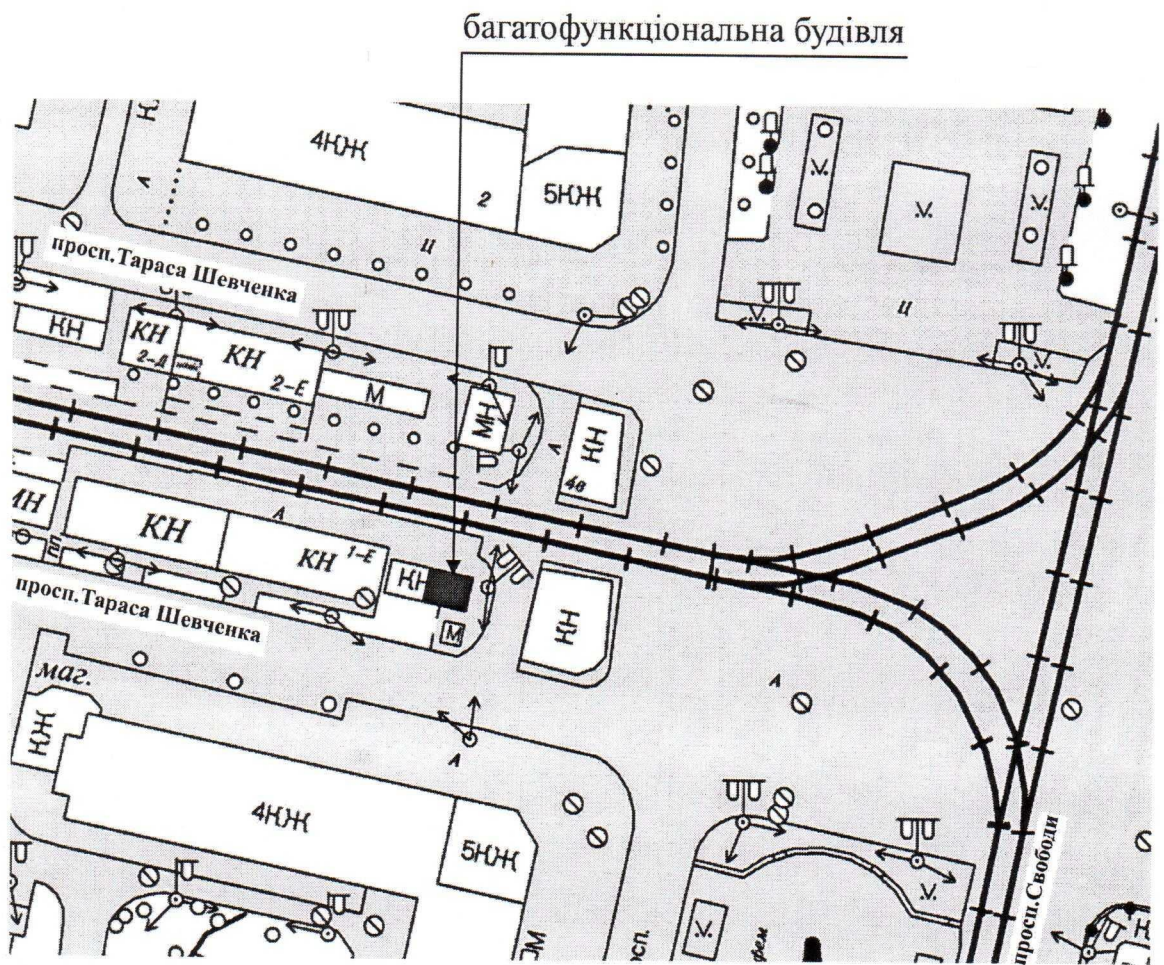 багатофункціональна будівля
4КЖ
2
5КЖ
просп.Тараса Шевченка
ц
ц
КН
КН
2-Д
КН
2-Е
М
МН
КН
4в
КН
КН
1-Е
КН
М
КН
просп.Тараса Шевченка
маг.
КЖ
4КЖ
5КЖ
просп.Свободи